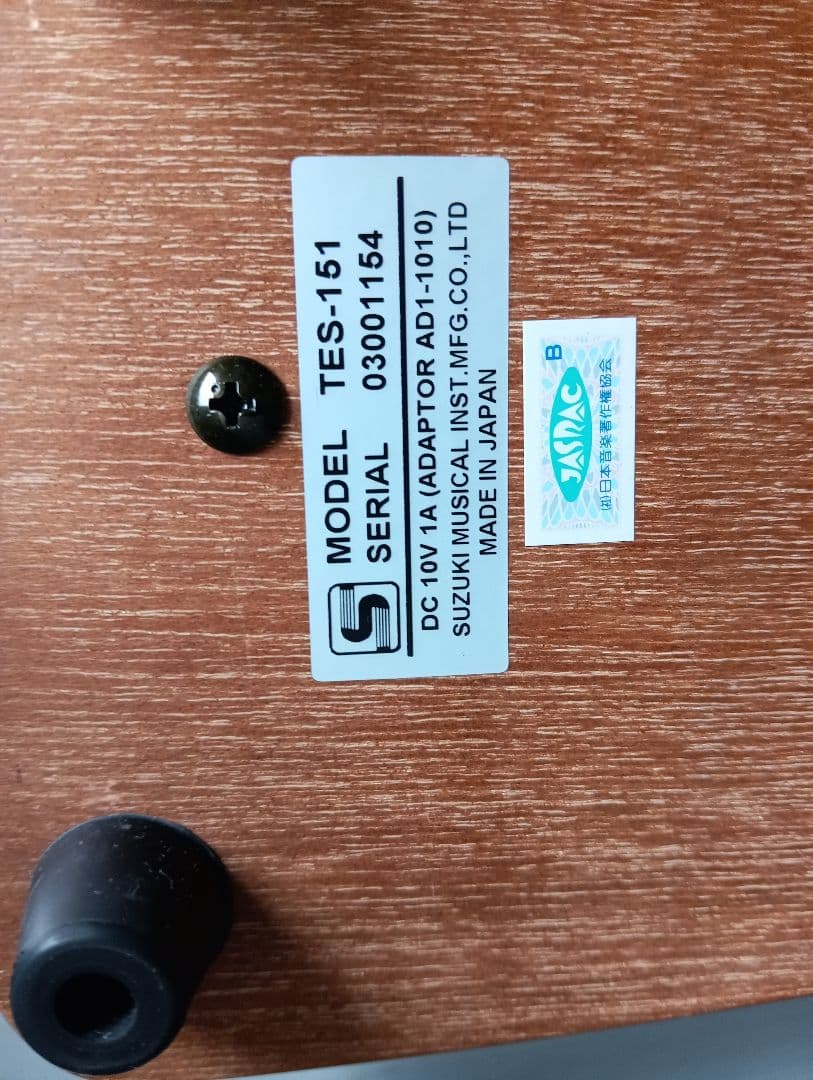 MODEL TES-151
SERIAL 03001154
DC 10V 1A (ADAPTOR AD1-1010)
SUZUKI MUSICAL INST.MFG.CO.,LTD
MADE IN JAPAN
B
JASRAC
(社)日本音楽著作権協会